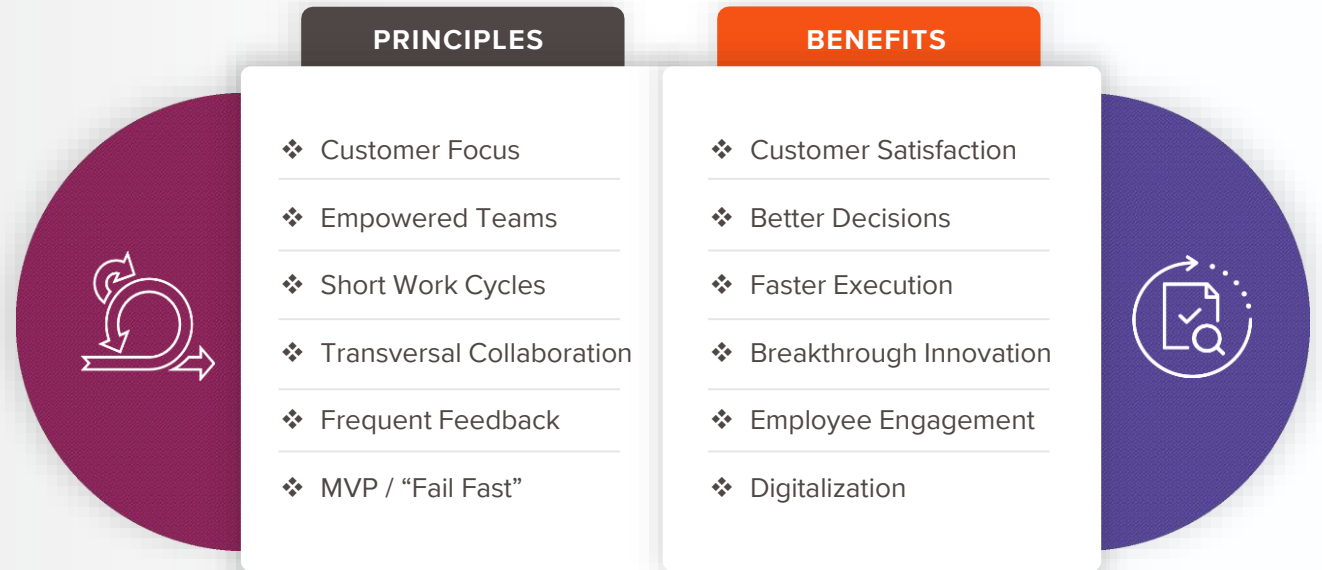 PRINCIPLES
❖ Customer Focus
❖ Empowered Teams
❖ Short Work Cycles
❖ Transversal Collaboration
❖ Frequent Feedback
❖ MVP / “Fail Fast”
BENEFITS
❖ Customer Satisfaction
❖ Better Decisions
❖ Faster Execution
❖ Breakthrough Innovation
❖ Employee Engagement
❖ Digitalization